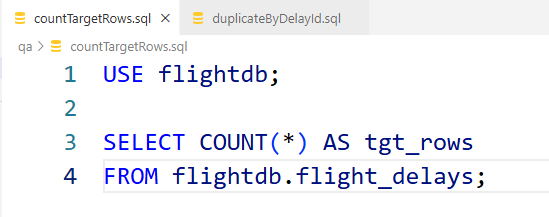 countTargetRows.sql × duplicateByDelayId.sql
qa > countTargetRows.sql
1 USE flightdb;
2
3 SELECT COUNT(*) AS tgt_rows
4 FROM flightdb.flight_delays;